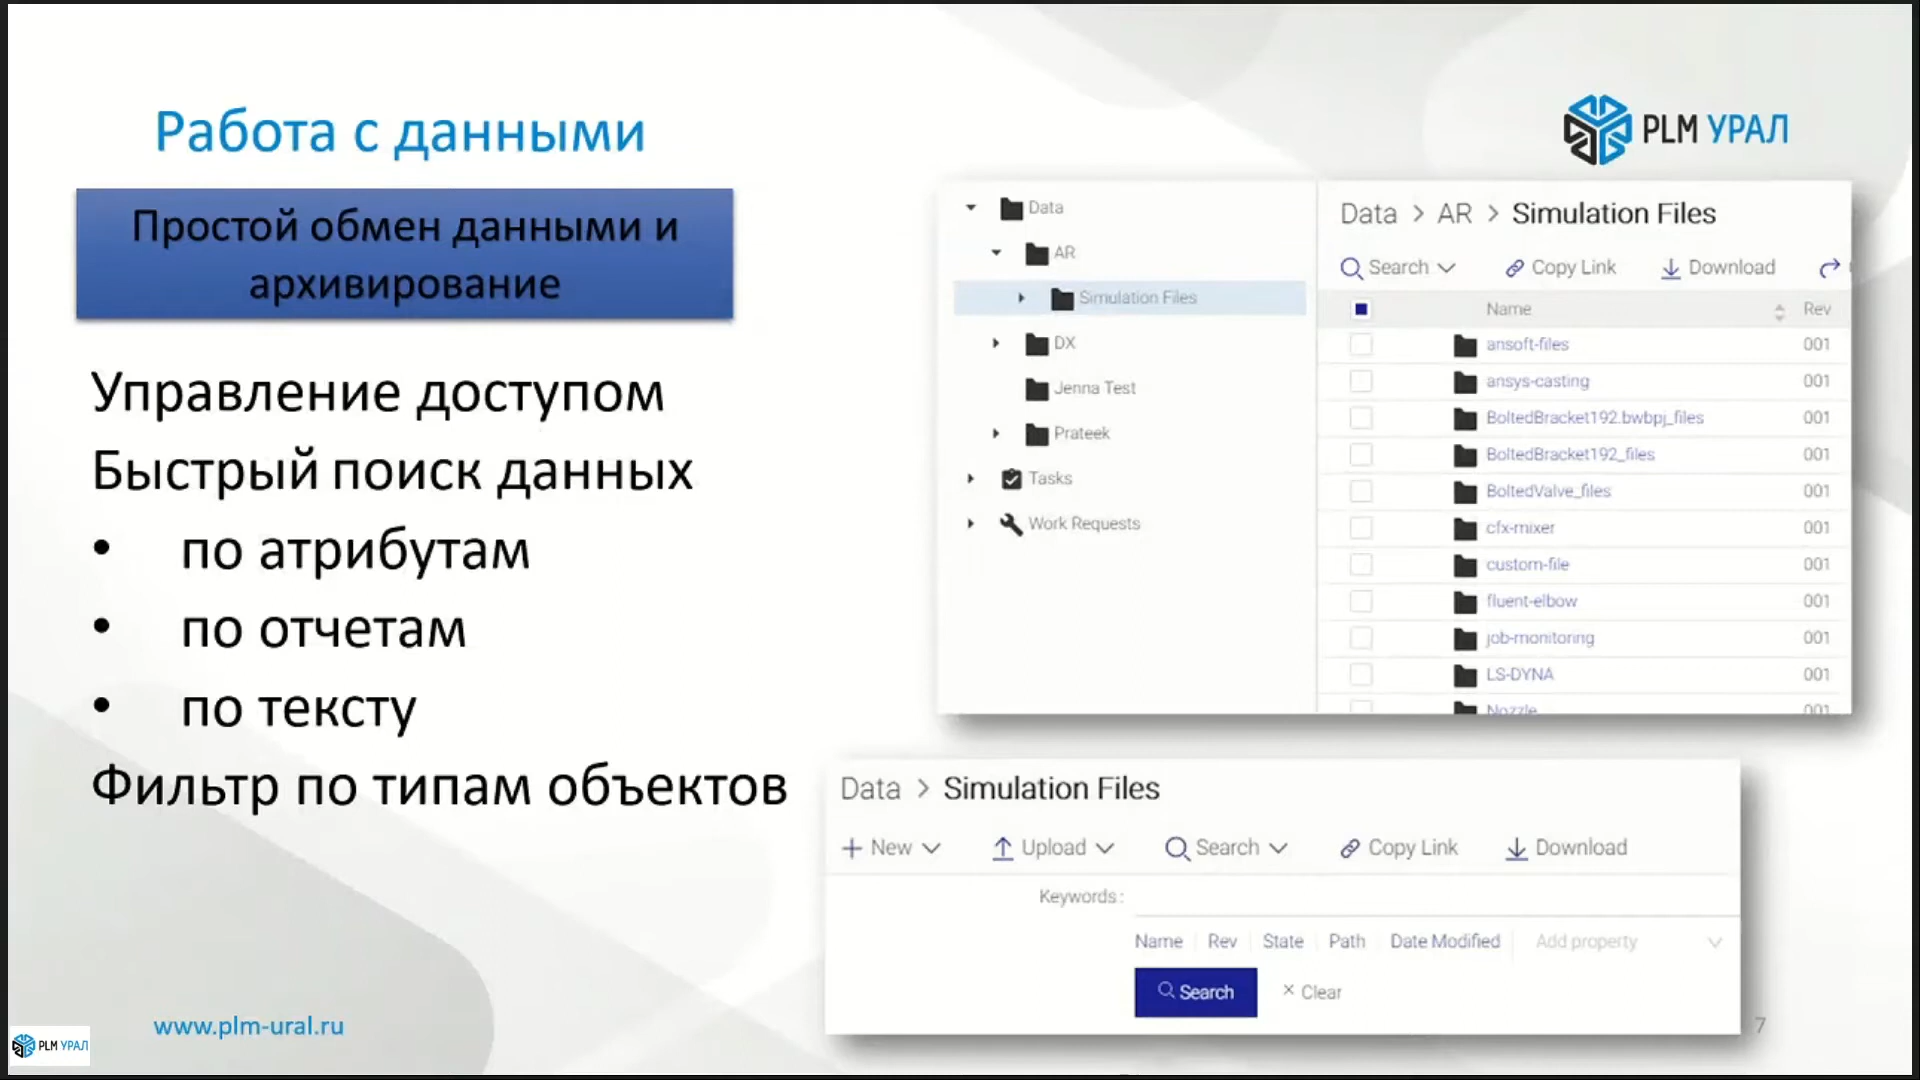 Работа с данными
PLM УРАЛ
Простой обмен данными и
архивирование
Управление доступом
Быстрый поиск данных
• по атрибутам
• по отчетам
• по тексту
Фильтр по типам объектов
Data
AR
Simulation Files
DX
Jenna Test
Prateek
Tasks
Work Requests
Data > AR > Simulation Files
Search Copy Link Download
Name Rev
ansoft-files 001
ansys-casting 001
BoltedBracket192.bwbpj_files 001
BoltedBracket192_files 001
BoltedValve_files 001
cfx-mixer 001
custom-file 001
fluent-elbow 001
job-monitoring 001
LS-DYNA 001
Nozzle 001
Data > Simulation Files
+ New Upload Search Copy Link Download
Keywords:
Name Rev State Path Date Modified Add property
Search × Clear
www.plm-ural.ru
7
PLM УРАЛ